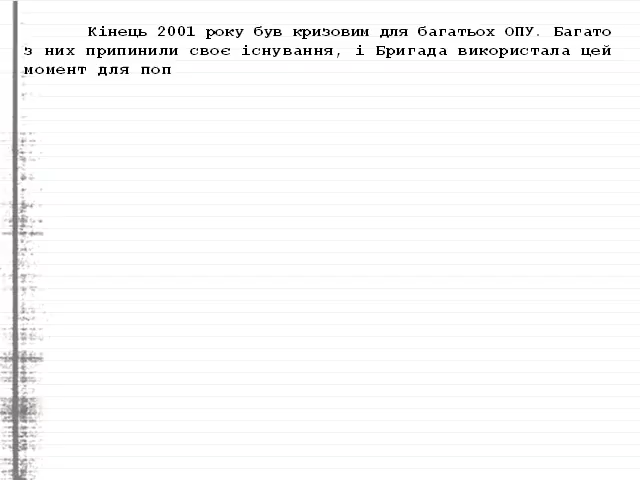 Кінець 2001 року був кризовим для багатьох ОПУ. Багато
з них припинили своє існування, і Бригада використала цей
момент для поп